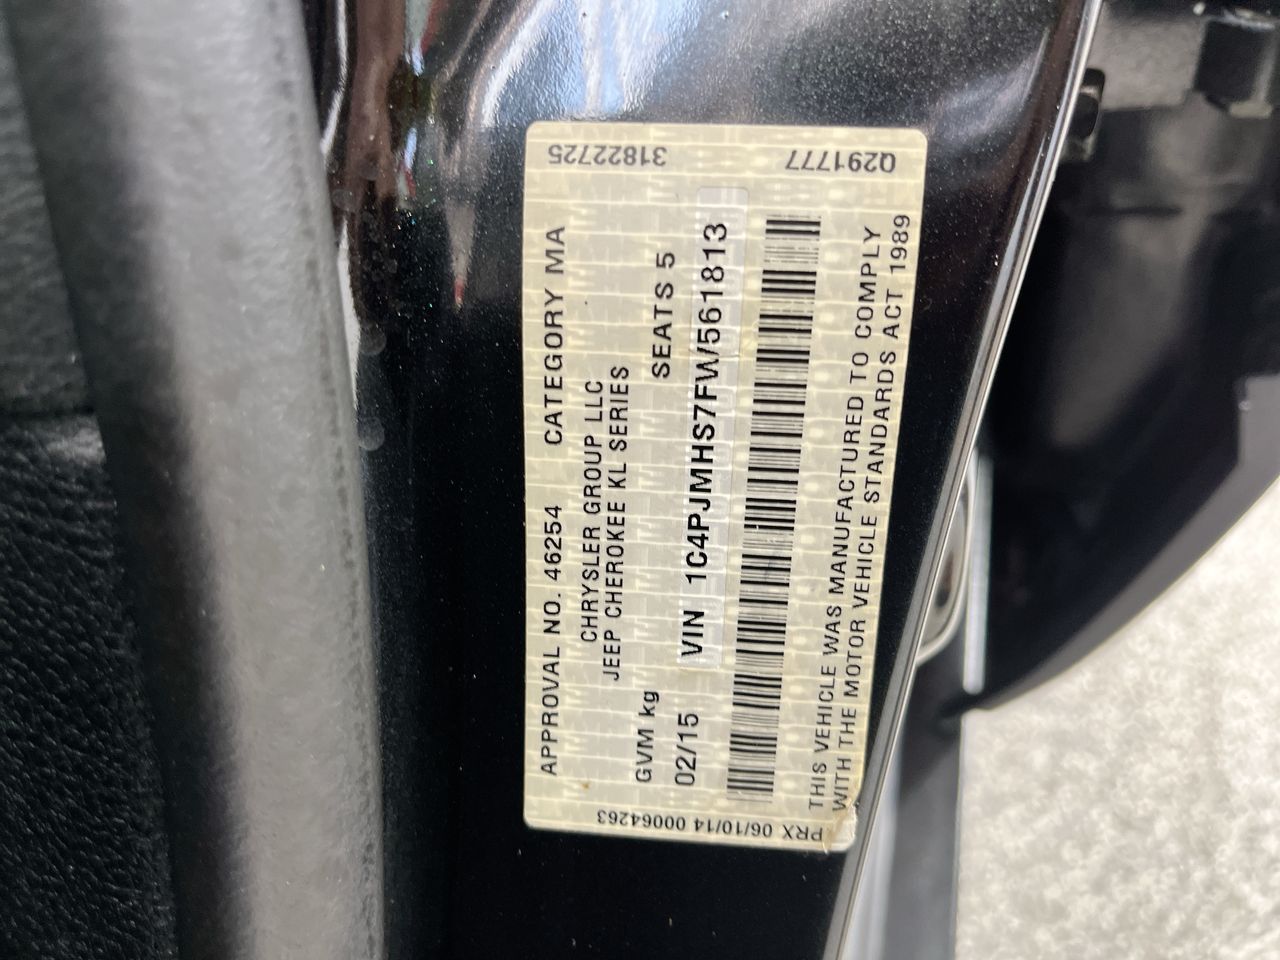 APPROVAL NO. 46254 CATEGORY MA
CHRYSLER GROUP LLC
JEEP CHEROKEE KL SERIES
GVM kg SEATS 5
02/15 VIN 1C4PJMHS7FW561813
THIS VEHICLE WAS MANUFACTURED TO COMPLY
WITH THE MOTOR VEHICLE STANDARDS ACT 1989
31822725
Q291777
PRX 06/10/14 00064263